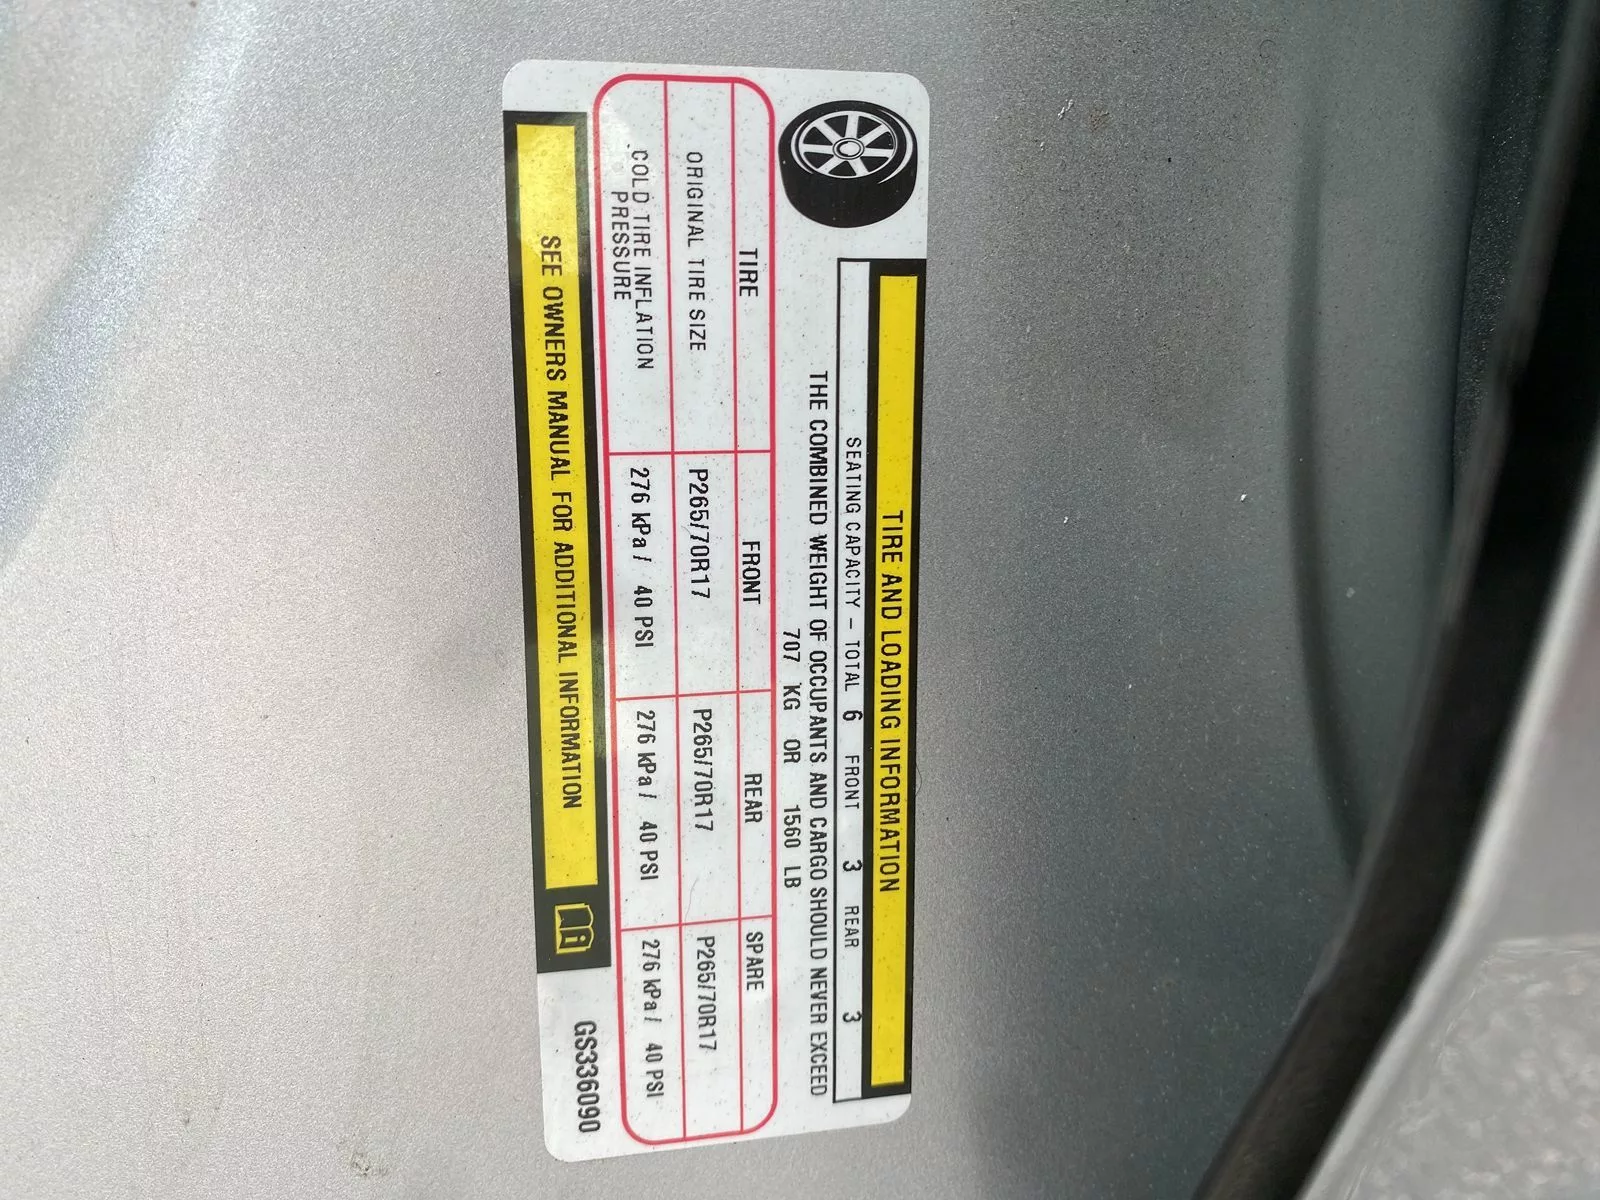 TIRE AND LOADING INFORMATION
SEATING CAPACITY – TOTAL 6 FRONT 3 REAR 3
THE COMBINED WEIGHT OF OCCUPANTS AND CARGO SHOULD NEVER EXCEED
707 KG OR 1560 LB
TIRE FRONT REAR SPARE
ORIGINAL TIRE SIZE P265/70R17 P265/70R17 P265/70R17
COLD TIRE INFLATION PRESSURE 276 kPa/ 40 PSI 276 kPa/ 40 PSI 276 kPa/ 40 PSI
SEE OWNERS MANUAL FOR ADDITIONAL INFORMATION
GS336090